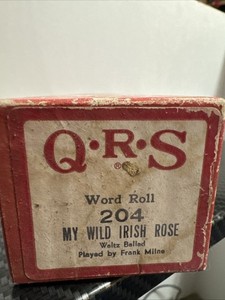 Q·R·S
®
Word Roll
204
MY WILD IRISH ROSE
Waltz Ballad
Played by Frank Milne